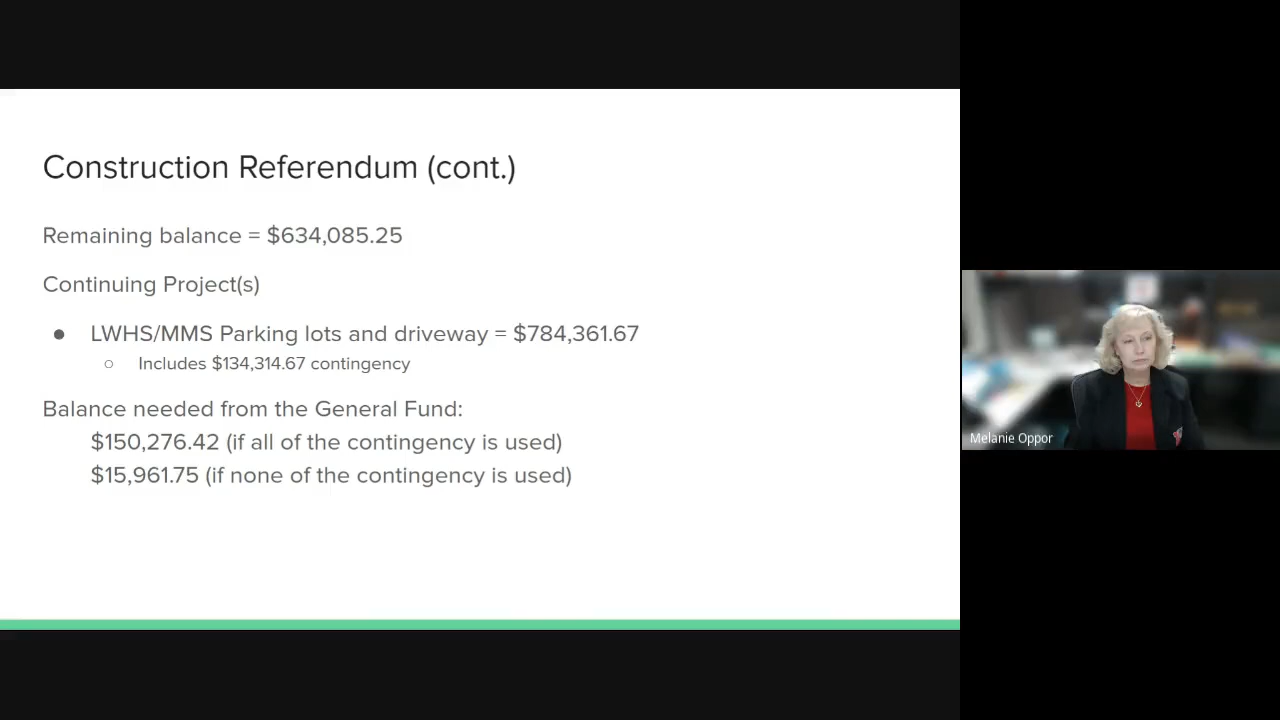 Construction Referendum (cont.)
Remaining balance = $634,085.25
Continuing Project(s)
● LWHS/MMS Parking lots and driveway = $784,361.67
○ Includes $134,314.67 contingency
Balance needed from the General Fund:
$150,276.42 (if all of the contingency is used)
$15,961.75 (if none of the contingency is used)
Melanie Oppor